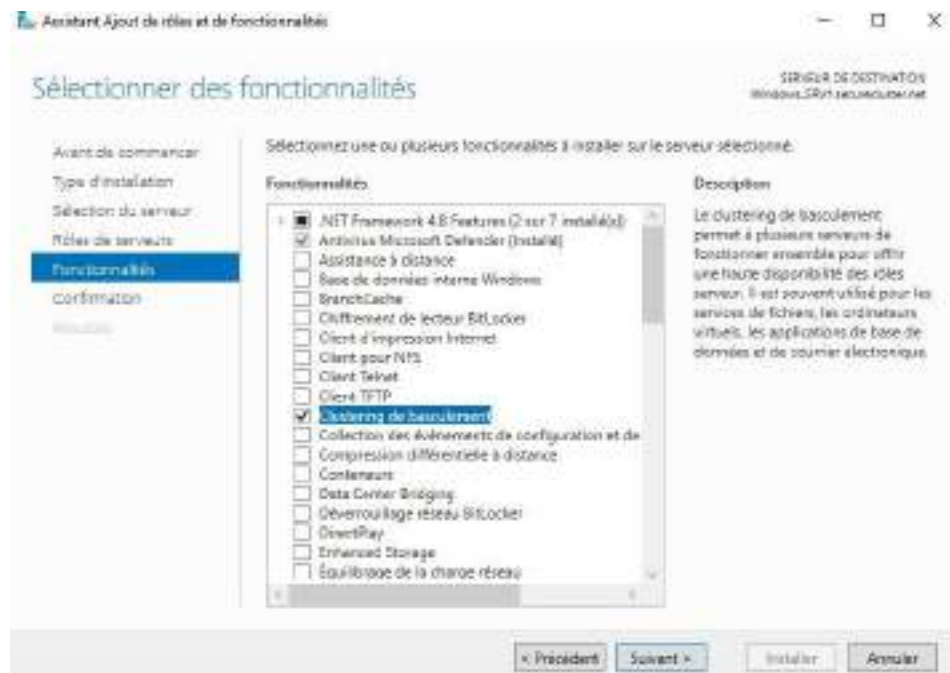 Assistant Ajout de rôles et de fonctionnalités
Sélectionner des fonctionnalités
SERVEUR DE DESTINATION
Windows_SRV1.securecluster.net
Avant de commencer
Type d'installation
Sélection du serveur
Rôles de serveurs
Fonctionnalités
Confirmation
Résultats
Sélectionnez une ou plusieurs fonctionnalités à installer sur le serveur sélectionné.
Fonctionnalités
.NET Framework 4.8 Features (2 sur 7 installé(s))
Antivirus Microsoft Defender (Installé)
Assistance à distance
Base de données interne Windows
BranchCache
Chiffrement de lecteur BitLocker
Client d'impression Internet
Client pour NFS
Client Telnet
Client TFTP
Clustering de basculement
Collection des événements de configuration et de
Compression différentielle à distance
Conteneurs
Data Center Bridging
Déverrouillage réseau BitLocker
DirectPlay
Enhanced Storage
Équilibrage de la charge réseau
Description
Le clustering de basculement
permet à plusieurs serveurs de
fonctionner ensemble pour offrir
une haute disponibilité des rôles
serveur. Il est souvent utilisé pour les
services de fichiers, les ordinateurs
virtuels, les applications de base de
données et de courrier électronique.
< Précédent
Suivant >
Installer
Annuler